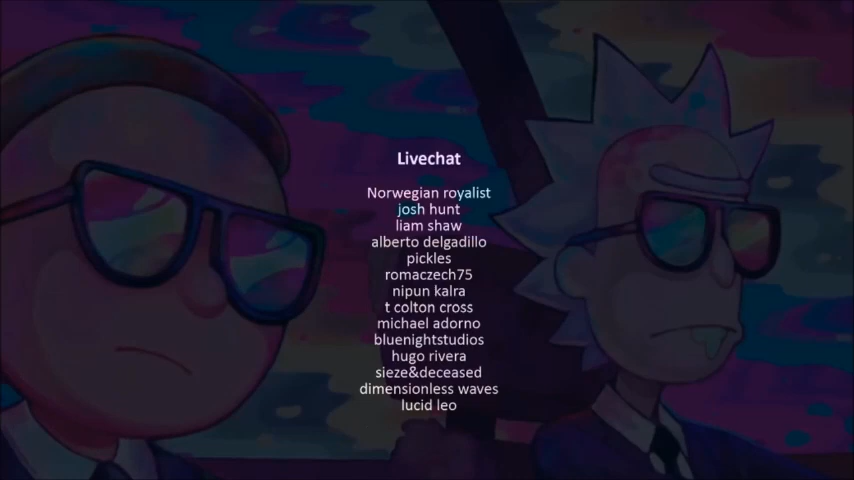 Livechat
Norwegian royalist
josh hunt
liam shaw
alberto delgadillo
pickles
romaczech75
nipun kalra
t colton cross
michael adorno
bluenightstudios
hugo rivera
sieze&deceased
dimensionless waves
lucid leo